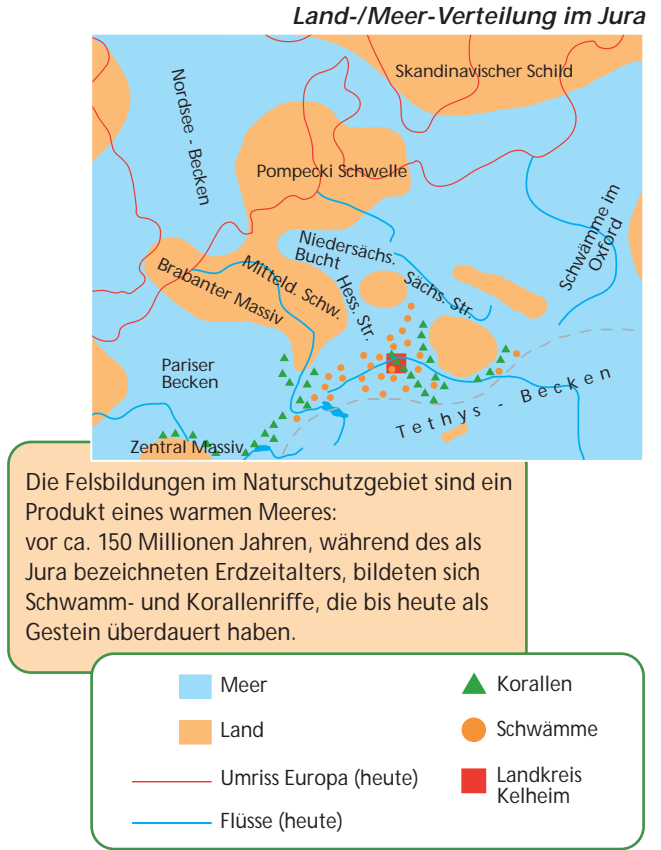 Land-/Meer-Verteilung im Jura
Skandinavischer Schild
Nordsee - Becken
Pompecki Schwelle
Schwämme im
Oxford
Niedersächs.
Bucht
Sächs. Str.
Mitteld. Schw.
Brabanter Massiv
Hess. Str.
Pariser
Becken
Tethys - Becken
Zentral Massiv
Die Felsbildungen im Naturschutzgebiet sind ein
Produkt eines warmen Meeres:
vor ca. 150 Millionen Jahren, während des als
Jura bezeichneten Erdzeitalters, bildeten sich
Schwamm- und Korallenriffe, die bis heute als
Gestein überdauert haben.
Meer
Land
Umriss Europa (heute)
Flüsse (heute)
Korallen
Schwämme
Landkreis
Kelheim